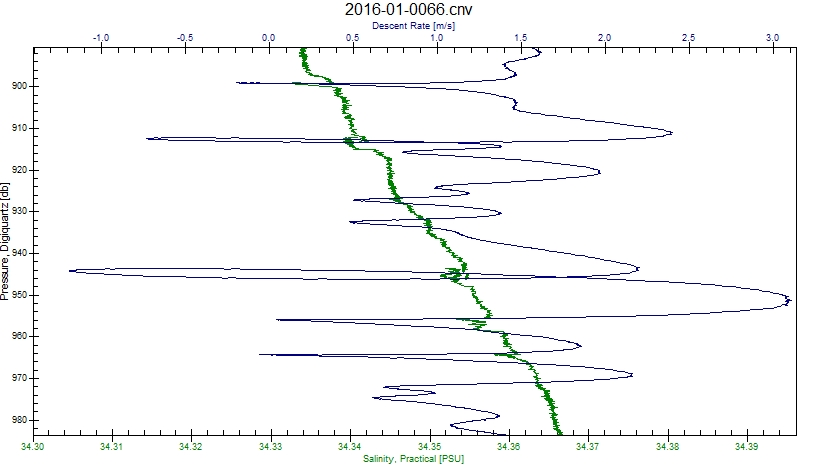 2016-01-0066.cnv
Descent Rate [m/s]
-1.0 -0.5 0.0 0.5 1.0 1.5 2.0 2.5 3.0
Pressure, Digiquartz [db]
900
910
920
930
940
950
960
970
980
34.30 34.31 34.32 34.33 34.34 34.35 34.36 34.37 34.38 34.39
Salinity, Practical [PSU]